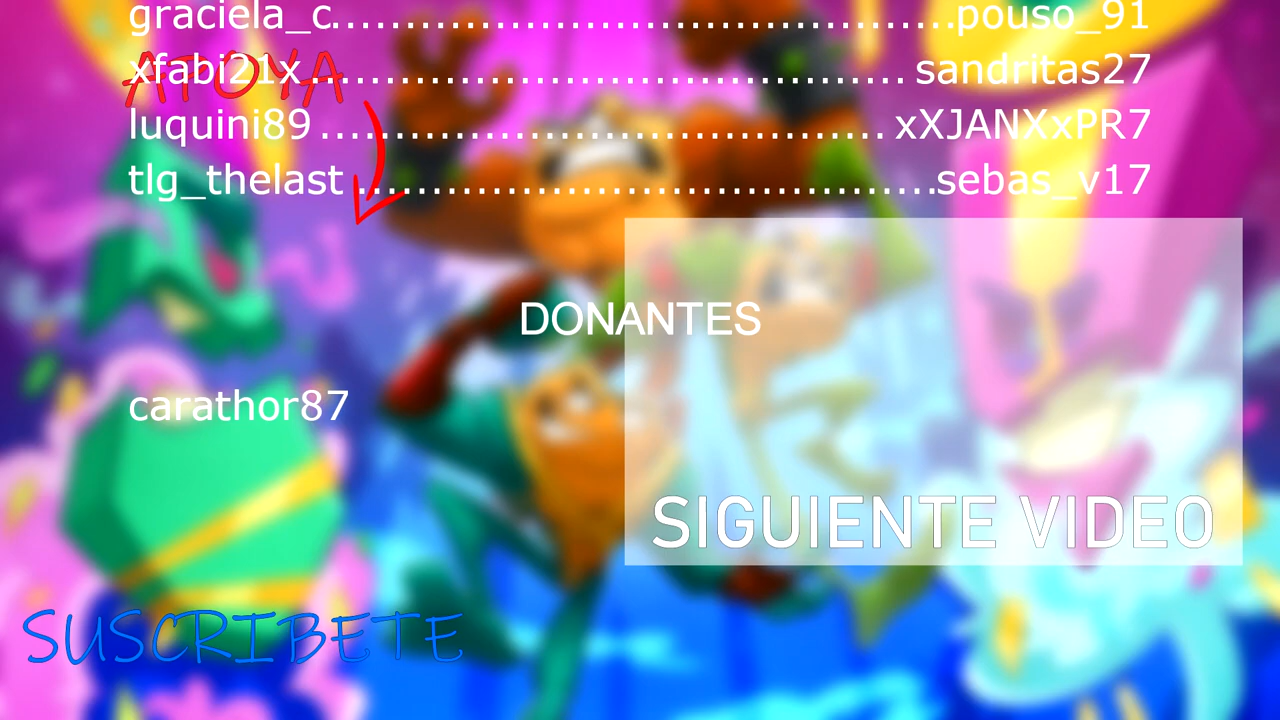 graciela_c..........................................pouso_91
xfabi21x ....................................... sandritas27
APOYA
luquini89 ...................................... xXJANXxPR7
tlg_thelast .......................................sebas_v17
DONANTES
carathor87
SIGUIENTE VIDEO
SUSCRIBETE